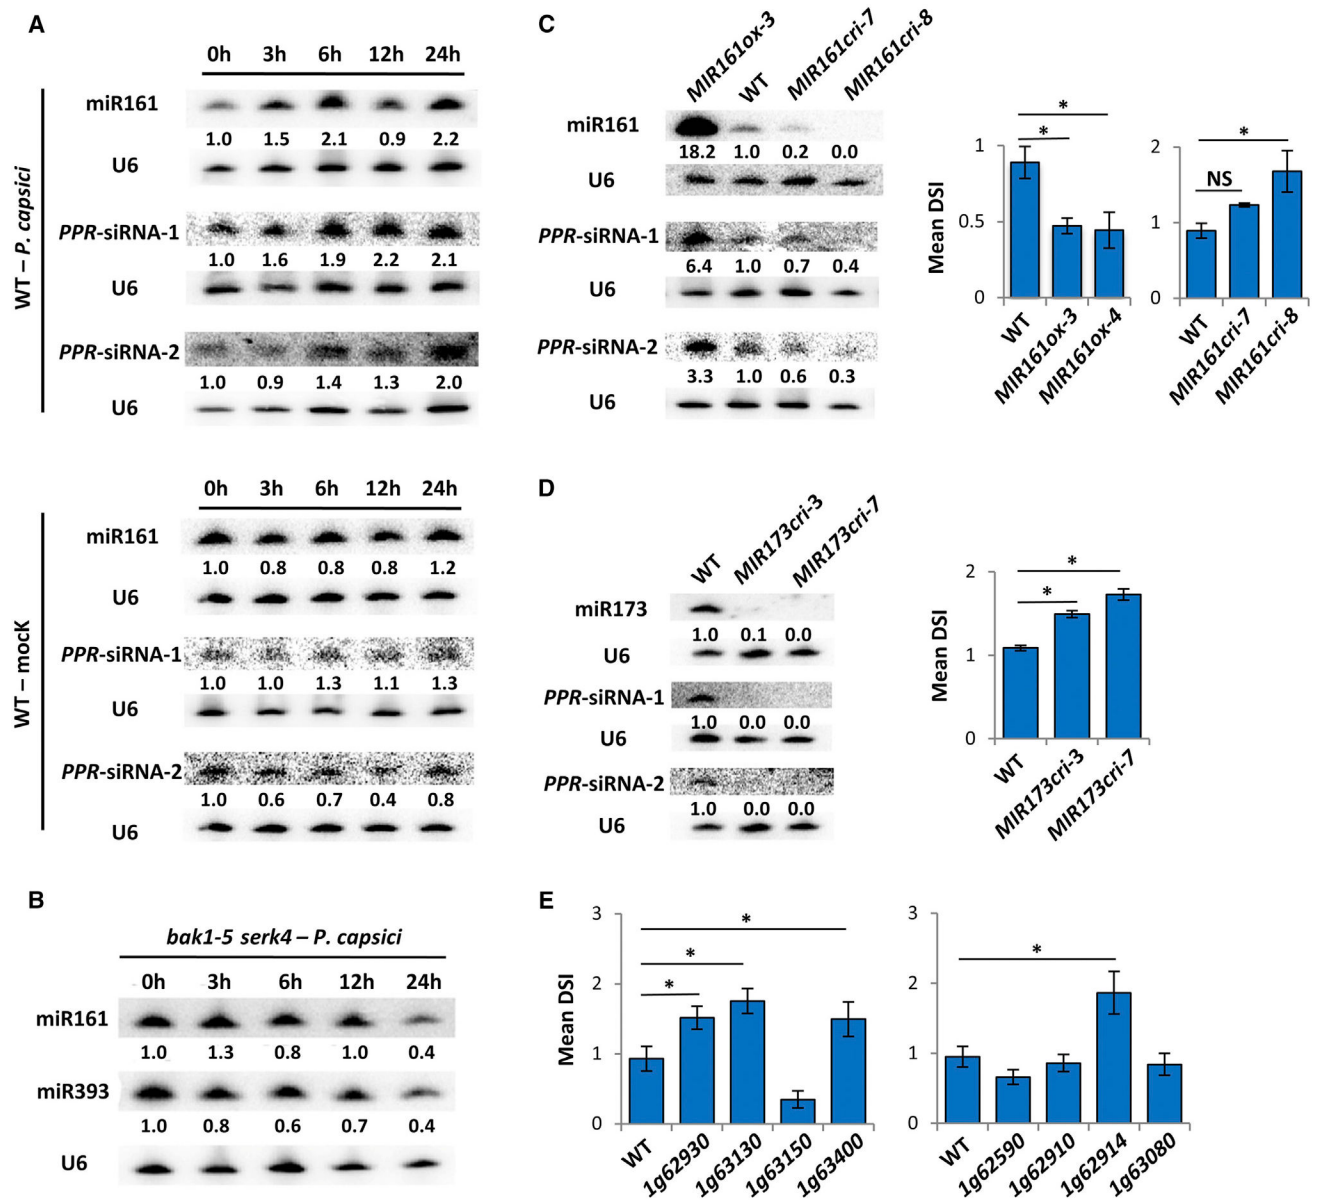 A
0h 3h 6h 12h 24h
WT – P. capsici
miR161
1.0 1.5 2.1 0.9 2.2
U6
PPR-siRNA-1
1.0 1.6 1.9 2.2 2.1
U6
PPR-siRNA-2
1.0 0.9 1.4 1.3 2.0
U6
0h 3h 6h 12h 24h
WT – mocK
miR161
1.0 0.8 0.8 0.8 1.2
U6
PPR-siRNA-1
1.0 1.0 1.3 1.1 1.3
U6
PPR-siRNA-2
1.0 0.6 0.7 0.4 0.8
U6
B
bak1-5 serk4 – P. capsici
0h 3h 6h 12h 24h
miR161
1.0 1.3 0.8 1.0 0.4
miR393
1.0 0.8 0.6 0.7 0.4
U6
C
MIR161ox-3 WT MIR161cri-7 MIR161cri-8
miR161
18.2 1.0 0.2 0.0
U6
PPR-siRNA-1
6.4 1.0 0.7 0.4
U6
PPR-siRNA-2
3.3 1.0 0.6 0.3
U6
Mean DSI
1
0.5
0
*
*
WT MIR161ox-3 MIR161ox-4
2
1
0
*
NS
WT MIR161cri-7 MIR161cri-8
D
WT MIR173cri-3 MIR173cri-7
miR173
1.0 0.1 0.0
U6
PPR-siRNA-1
1.0 0.0 0.0
U6
PPR-siRNA-2
1.0 0.0 0.0
U6
Mean DSI
2
1
0
*
*
WT MIR173cri-3 MIR173cri-7
E
Mean DSI
3
2
1
0
*
*
*
WT 1g62930 1g63130 1g63150 1g63400
3
2
1
0
*
WT 1g62590 1g62910 1g62914 1g63080